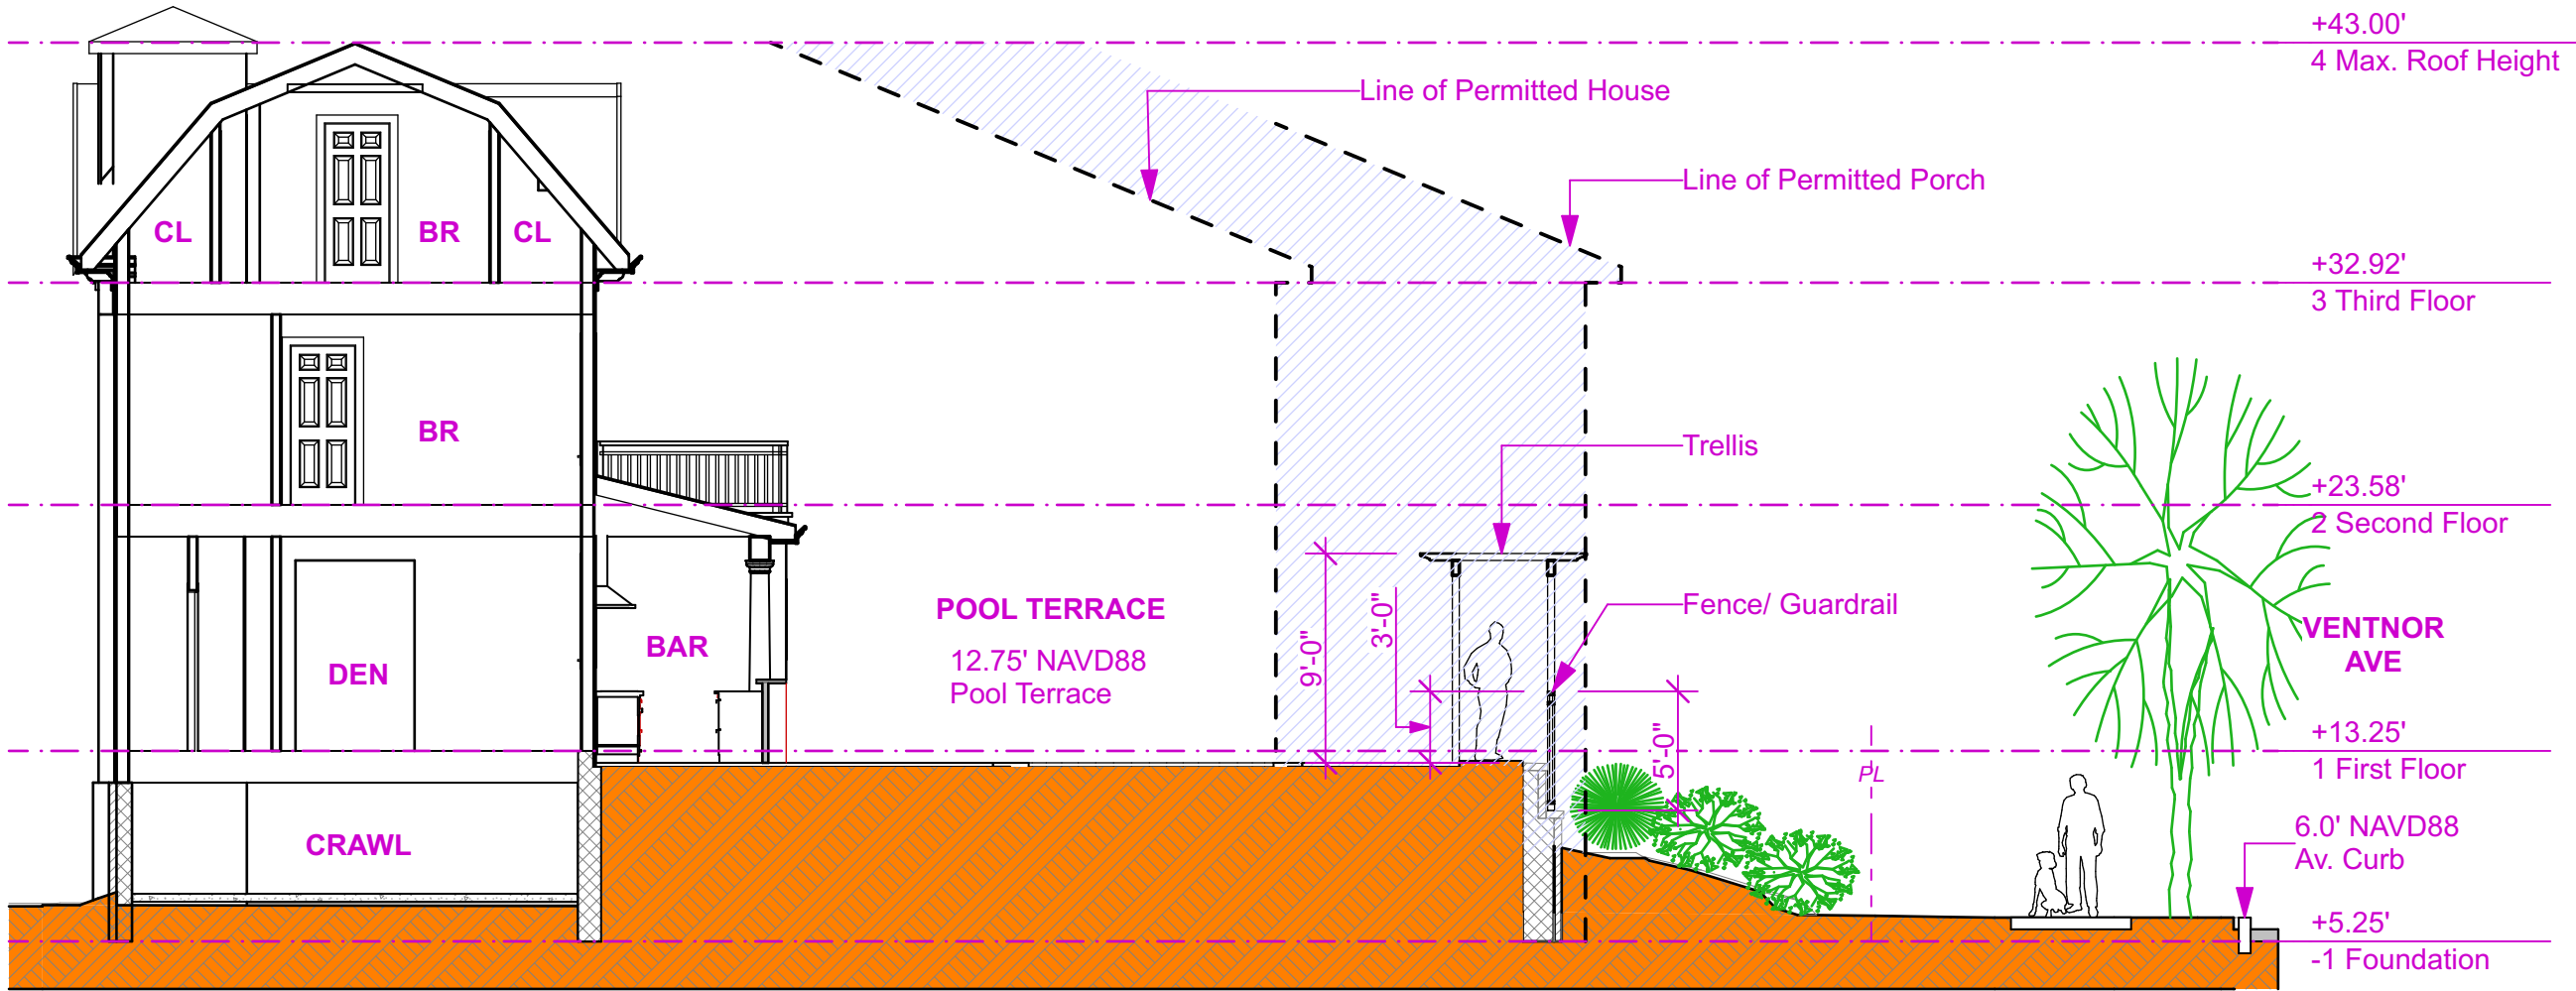 +43.00'
4 Max. Roof Height
Line of Permitted House
Line of Permitted Porch
CL
BR
CL
+32.92'
3 Third Floor
BR
Trellis
+23.58'
2 Second Floor
POOL TERRACE
12.75' NAVD88
Pool Terrace
BAR
DEN
9'-0"
3'-0"
Fence/ Guardrail
5'-0"
VENTNOR
AVE
+13.25'
1 First Floor
PL
CRAWL
6.0' NAVD88
Av. Curb
+5.25'
-1 Foundation